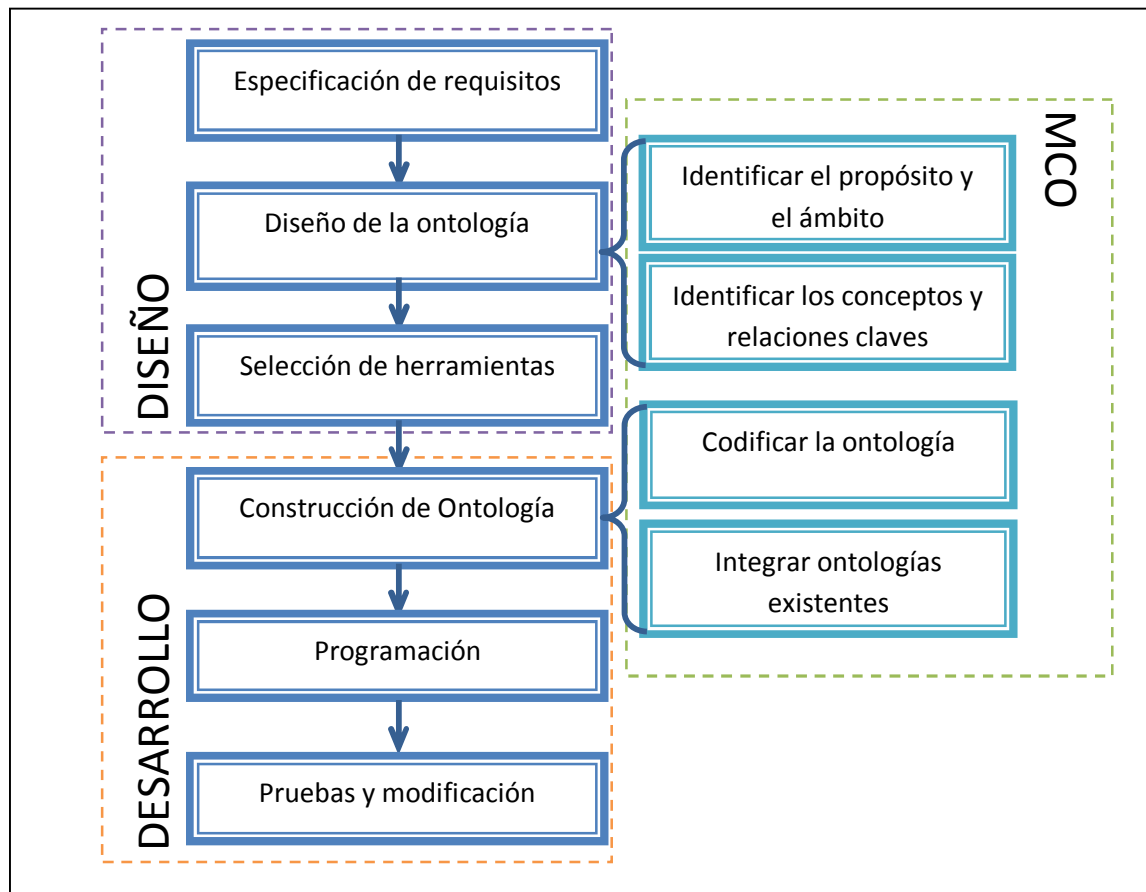 DISEÑO
Especificación de requisitos
Diseño de la ontología
Selección de herramientas
MCO
Identificar el propósito y
el ámbito
Identificar los conceptos y
relaciones claves
Codificar la ontología
Integrar ontologías
existentes
DESARROLLO
Construcción de Ontología
Programación
Pruebas y modificación